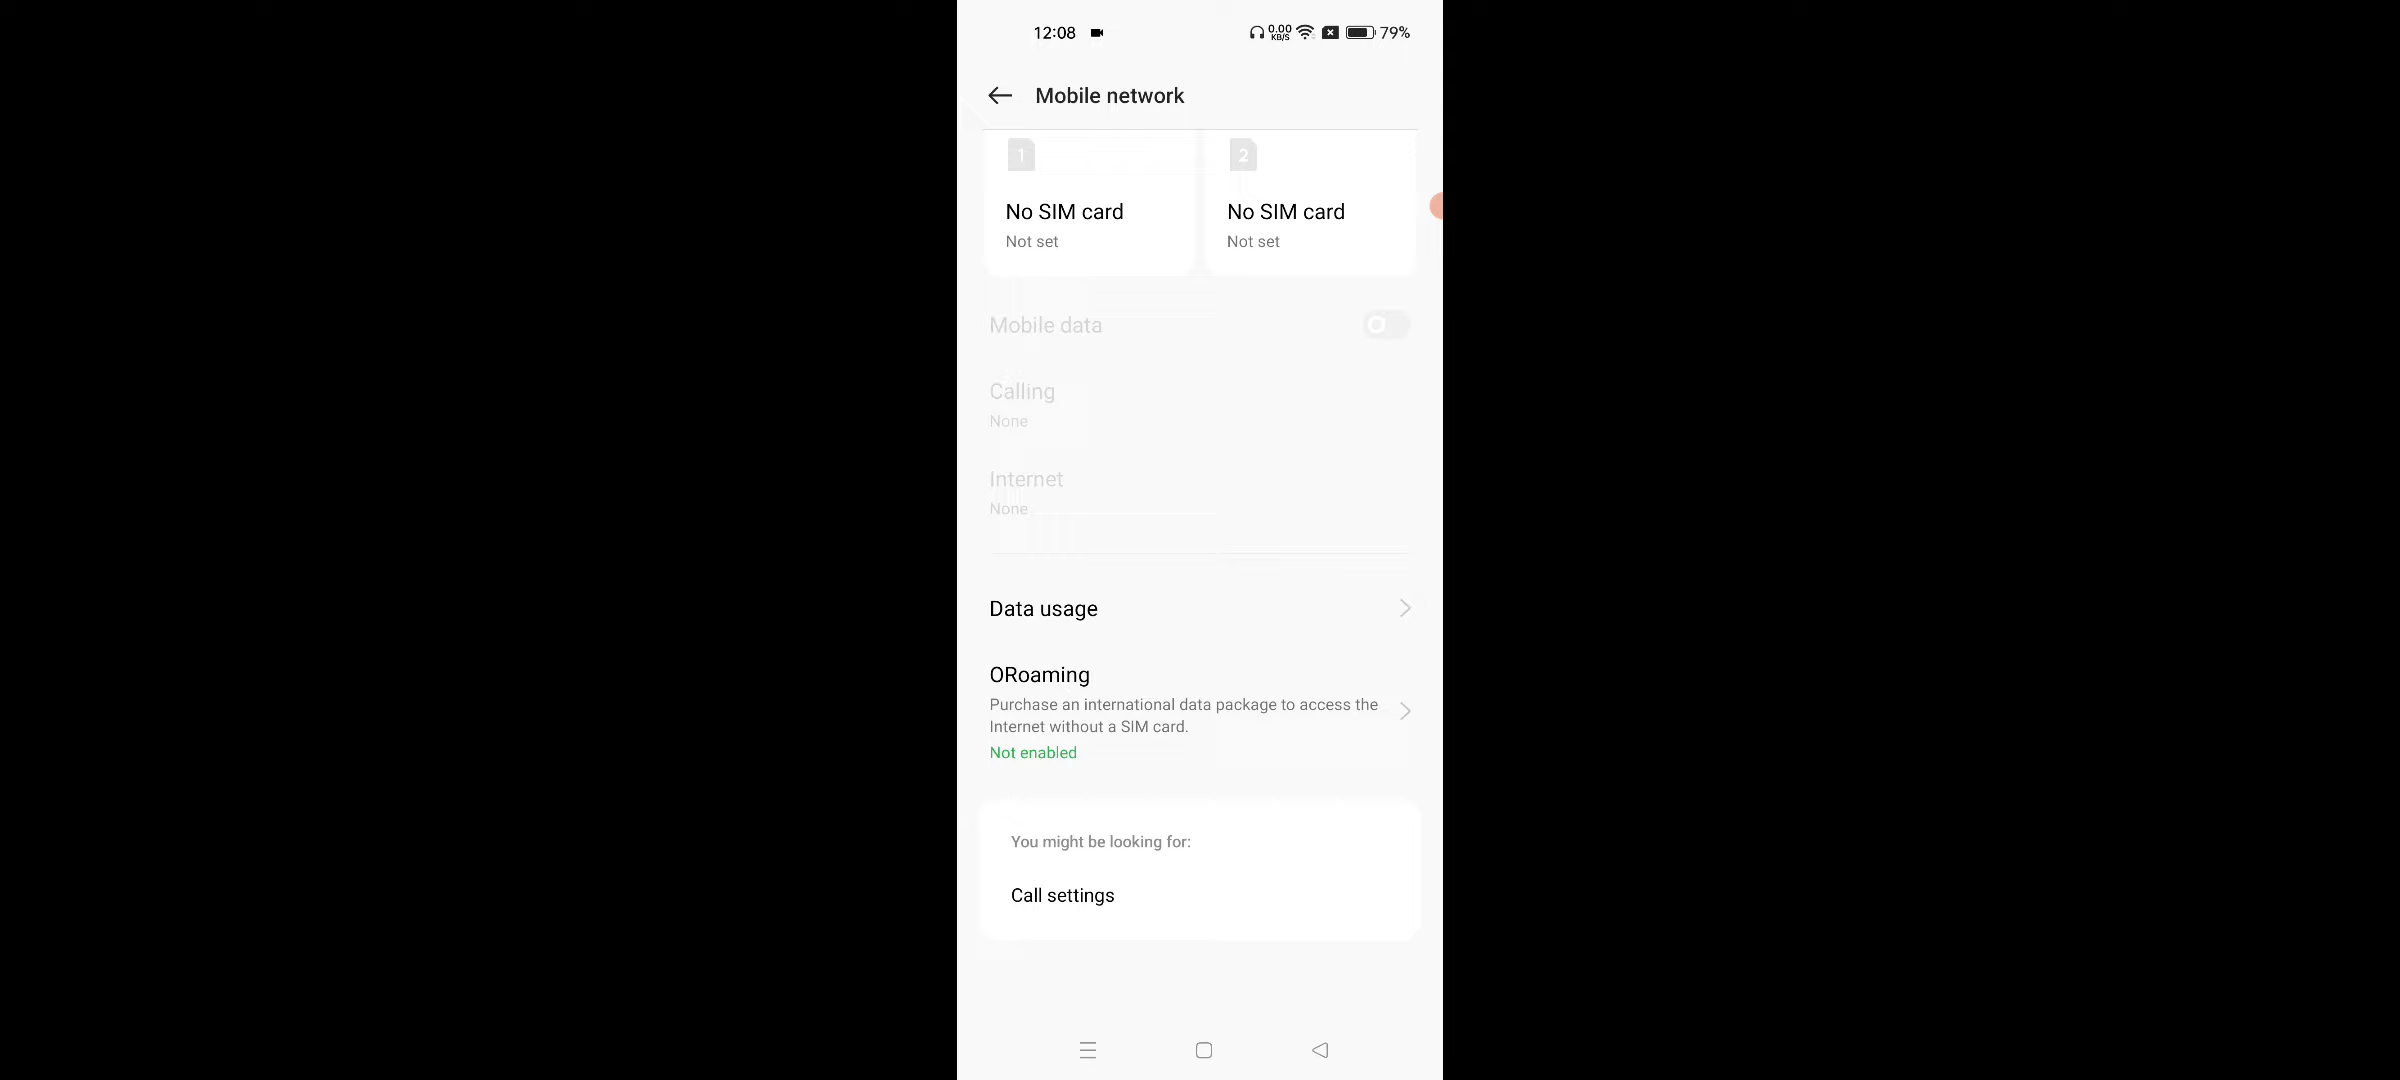 12:08 0.00 KB/S 79%
Mobile network
1 2
No SIM card No SIM card
Not set Not set
Mobile data
Calling
None
Internet
None
Data usage
ORoaming
Purchase an international data package to access the
Internet without a SIM card.
Not enabled
You might be looking for:
Call settings